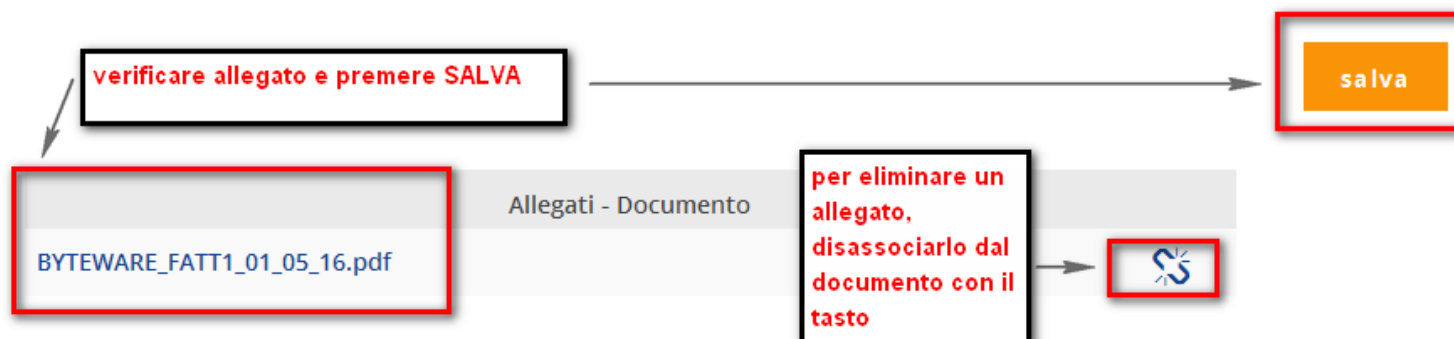 verificare allegato e premere SALVA
salva
Allegati - Documento
BYTEWARE_FATT1_01_05_16.pdf
per eliminare un
allegato,
disassociarlo dal
documento con il
tasto